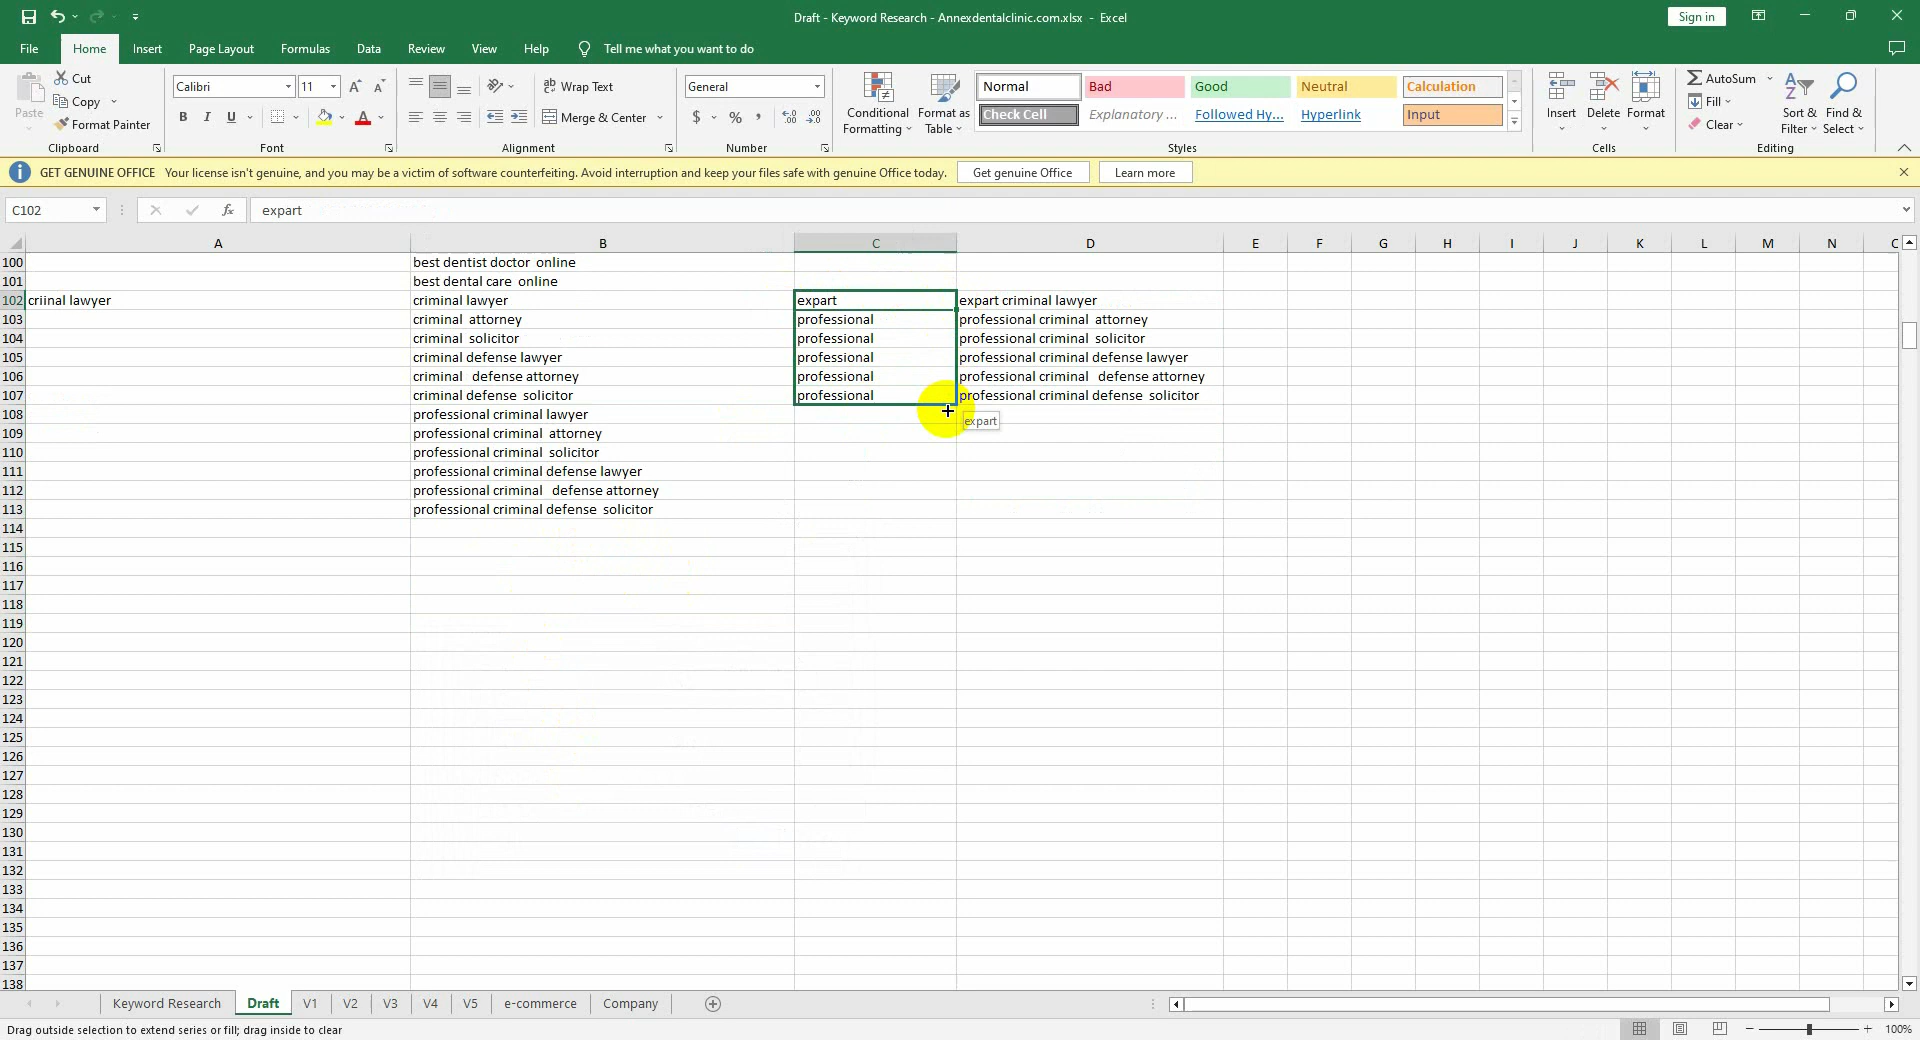 Draft - Keyword Research - Annexdentalclinic.com.xlsx - Excel
Sign in
File Home Insert Page Layout Formulas Data Review View Help Tell me what you want to do
Paste
Cut
Copy
Format Painter
Clipboard
Calibri 11
B I U
Font
Wrap Text
Merge & Center
Alignment
General
$ % ,
Number
Conditional Formatting
Format as Table
Normal Bad Good Neutral Calculation
Check Cell Explanatory ... Followed Hy... Hyperlink Input
Styles
Insert Delete Format
Cells
AutoSum
Fill
Clear
Sort & Filter
Find & Select
Editing
GET GENUINE OFFICE Your license isn't genuine, and you may be a victim of software counterfeiting. Avoid interruption and keep your files safe with genuine Office today. Get genuine Office Learn more
C102 fx expart
A B C D E F G H I J K L M N
100 best dentist doctor  online
101 best dental care  online
102 criinal lawyer criminal lawyer expart expart criminal lawyer
103 criminal  attorney professional professional criminal  attorney
104 criminal  solicitor professional professional criminal  solicitor
105 criminal defense lawyer professional professional criminal defense lawyer
106 criminal   defense attorney professional professional criminal   defense attorney
107 criminal defense  solicitor professional professional criminal defense  solicitor
108 professional criminal lawyer expart
109 professional criminal  attorney
110 professional criminal  solicitor
111 professional criminal defense lawyer
112 professional criminal   defense attorney
113 professional criminal defense  solicitor
114
115
116
117
118
119
120
121
122
123
124
125
126
127
128
129
130
131
132
133
134
135
136
137
138
Keyword Research Draft V1 V2 V3 V4 V5 e-commerce Company
Drag outside selection to extend series or fill; drag inside to clear
100%